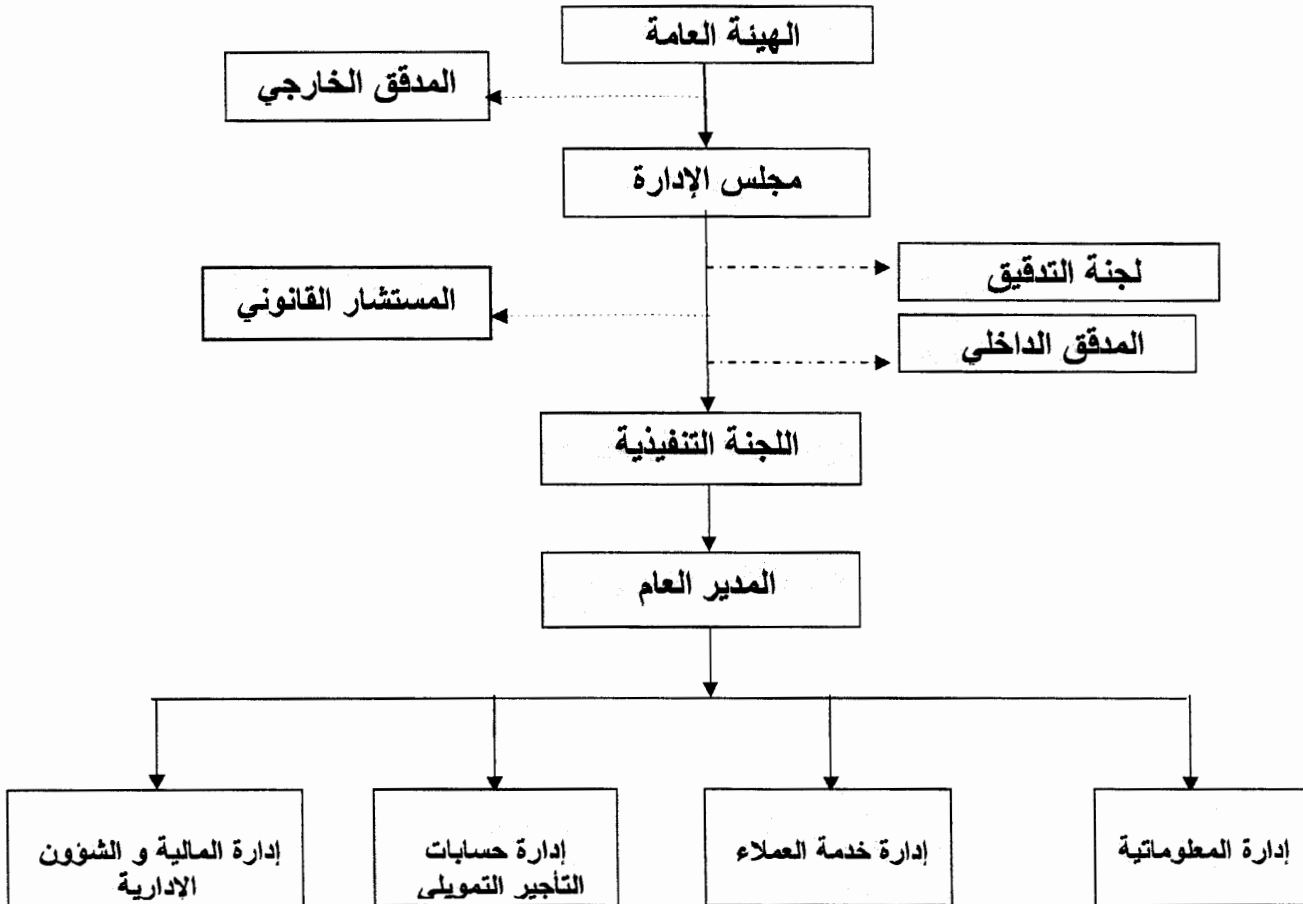 الهيئة العامة
المدقق الخارجي
مجلس الإدارة
لجنة التدقيق
المستشار القانوني
المدقق الداخلي
اللجنة التنفيذية
المدير العام
إدارة المعلوماتية
إدارة خدمة العملاء
إدارة حسابات
التأجير التمويلي
إدارة المالية و الشؤون
الإدارية